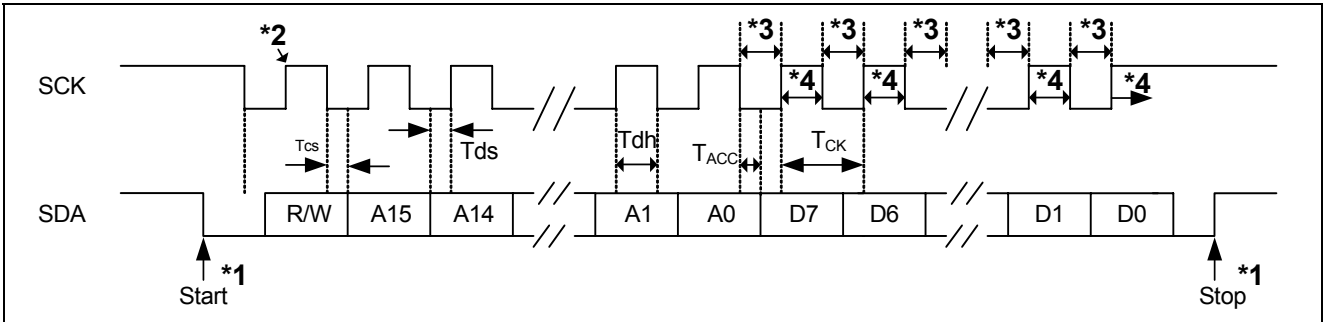 *3 *3 *3 *3 *3
*2
SCK
*4 *4 *4 *4
Tcs Tds Tdh TACC TCK
SDA R/W A15 A14 A1 A0 D7 D6 D1 D0
*1 *1
Start Stop